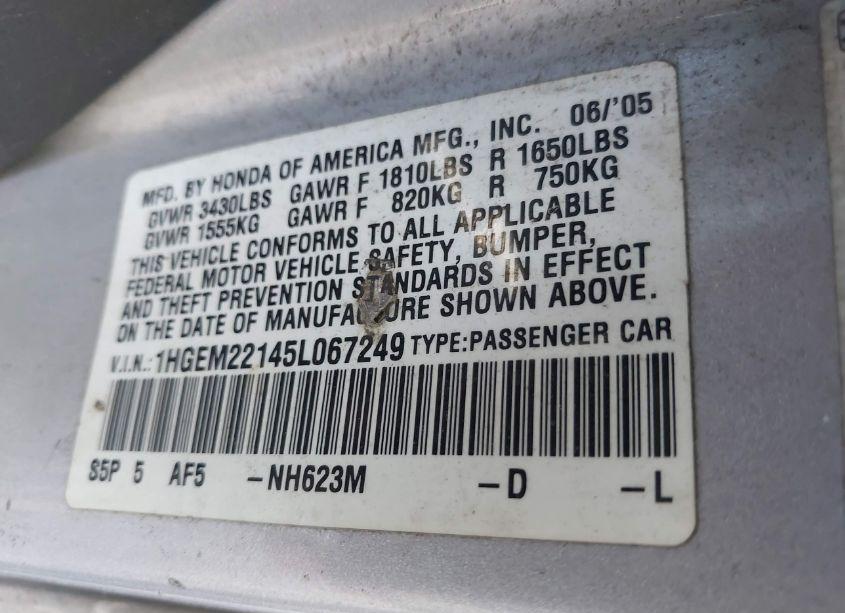 MFD. BY HONDA OF AMERICA MFG., INC. 06/'05
GVWR 3430LBS GAWR F 1810LBS R 1650LBS
GVWR 1555KG GAWR F 820KG R 750KG
THIS VEHICLE CONFORMS TO ALL APPLICABLE
FEDERAL MOTOR VEHICLE SAFETY, BUMPER,
AND THEFT PREVENTION STANDARDS IN EFFECT
ON THE DATE OF MANUFACTURE SHOWN ABOVE.
V.I.N.: 1HGEM22145L067249 TYPE:PASSENGER CAR
S5P 5 AF5 -NH623M -D -L